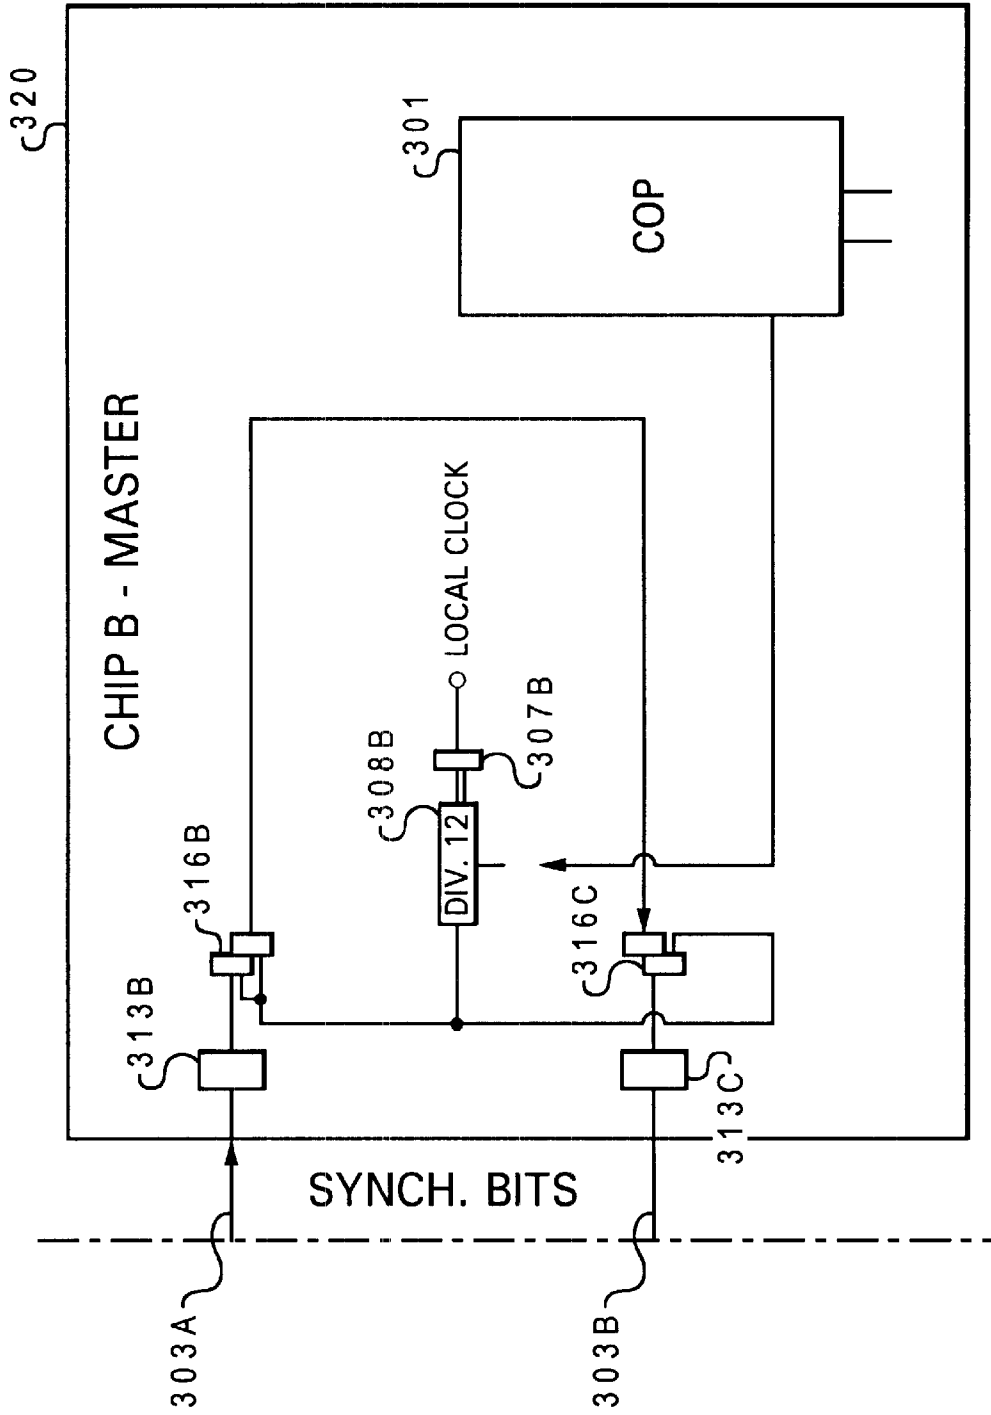 320
CHIP B - MASTER
301
COP
LOCAL CLOCK
307B
308B
DIV. 12
316B
316C
313B
313C
SYNCH. BITS
303A
303B